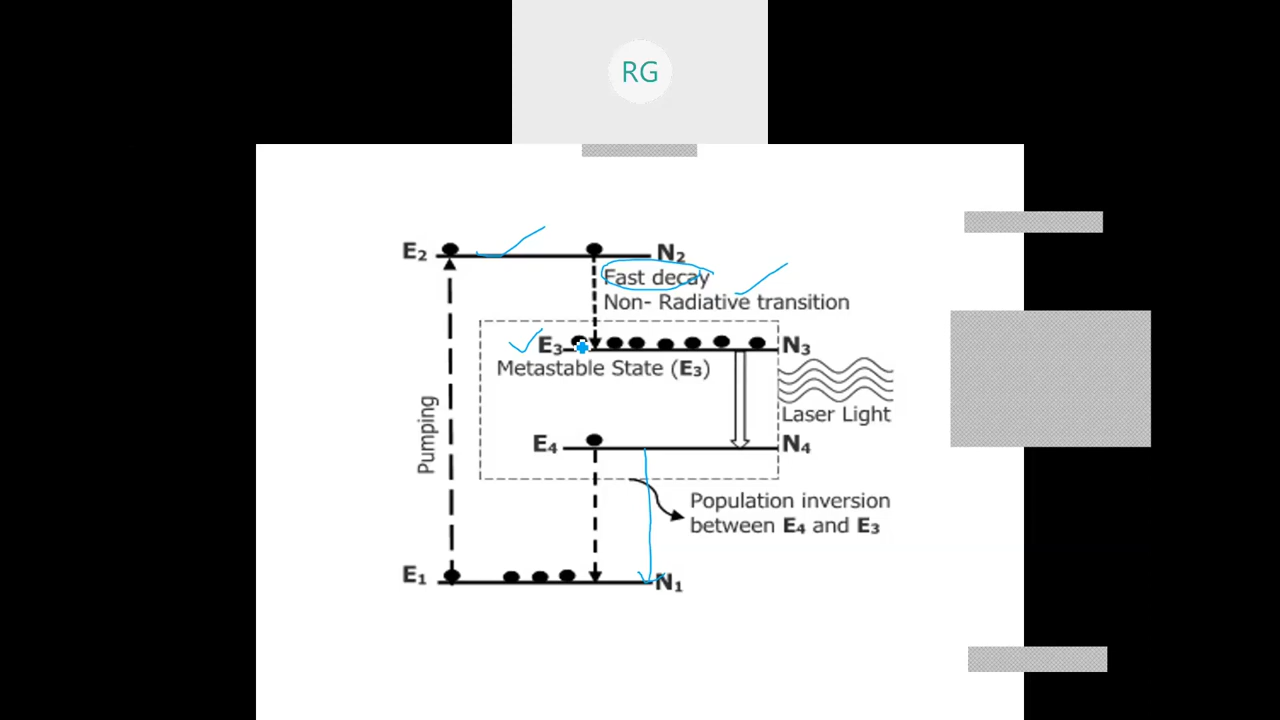 RG
E₂
N₂
Fast decay
Non- Radiative transition
E₃
N₃
Metastable State (E₃)
Laser Light
Pumping
E₄
N₄
Population inversion
between E₄ and E₃
E₁
N₁